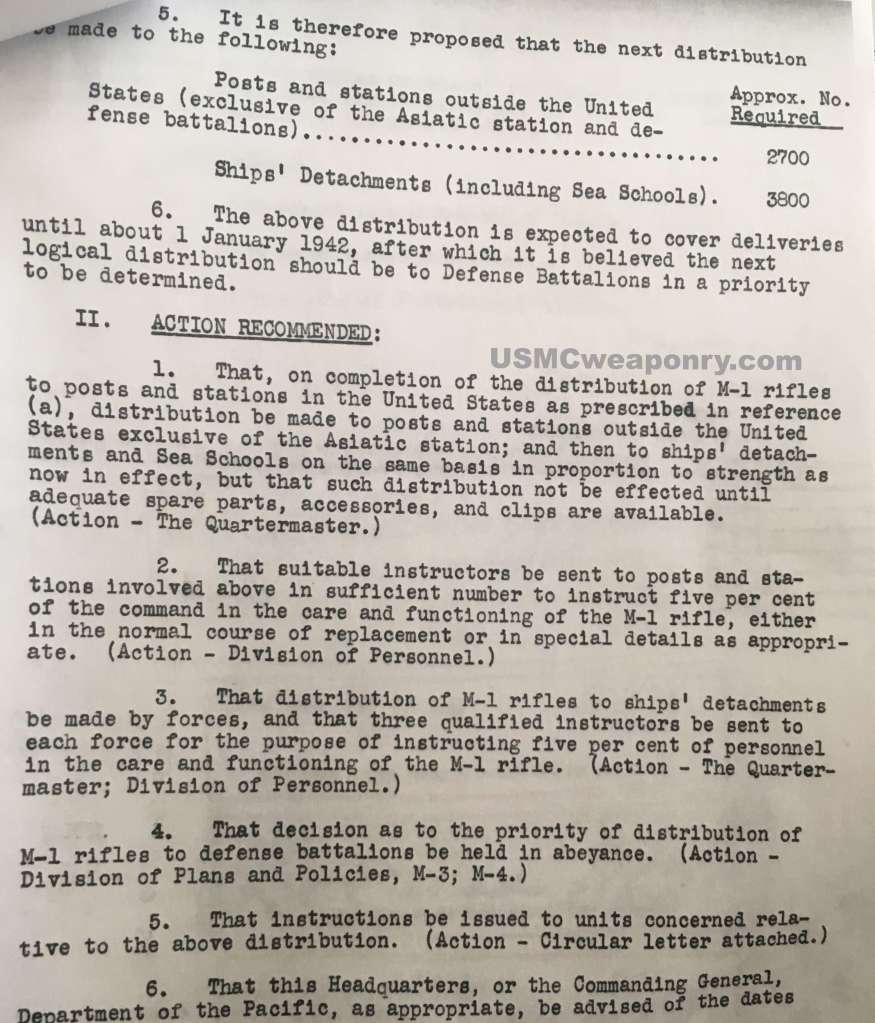 5. It is therefore proposed that the next distribution
be made to the following:
Approx. No.
Required
Posts and stations outside the United
States (exclusive of the Asiatic station and de-
fense battalions)................................... 2700
Ships' Detachments (including Sea Schools). 3800
6. The above distribution is expected to cover deliveries
until about 1 January 1942, after which it is believed the next
logical distribution should be to Defense Battalions in a priority
to be determined.
II. ACTION RECOMMENDED:
USMCweaponry.com
1. That, on completion of the distribution of M-1 rifles
to posts and stations in the United States as prescribed in reference
(a), distribution be made to posts and stations outside the United
States exclusive of the Asiatic station; and then to ships' detach-
ments and Sea Schools on the same basis in proportion to strength as
now in effect, but that such distribution not be effected until
adequate spare parts, accessories, and clips are available.
(Action - The Quartermaster.)
2. That suitable instructors be sent to posts and sta-
tions involved above in sufficient number to instruct five per cent
of the command in the care and functioning of the M-1 rifle, either
in the normal course of replacement or in special details as appropri-
ate. (Action - Division of Personnel.)
3. That distribution of M-1 rifles to ships' detachments
be made by forces, and that three qualified instructors be sent to
each force for the purpose of instructing five per cent of personnel
in the care and functioning of the M-1 rifle. (Action - The Quarter-
master; Division of Personnel.)
4. That decision as to the priority of distribution of
M-1 rifles to defense battalions be held in abeyance. (Action -
Division of Plans and Policies, M-3; M-4.)
5. That instructions be issued to units concerned rela-
tive to the above distribution. (Action - Circular letter attached.)
6. That this Headquarters, or the Commanding General,
Department of the Pacific, as appropriate, be advised of the dates